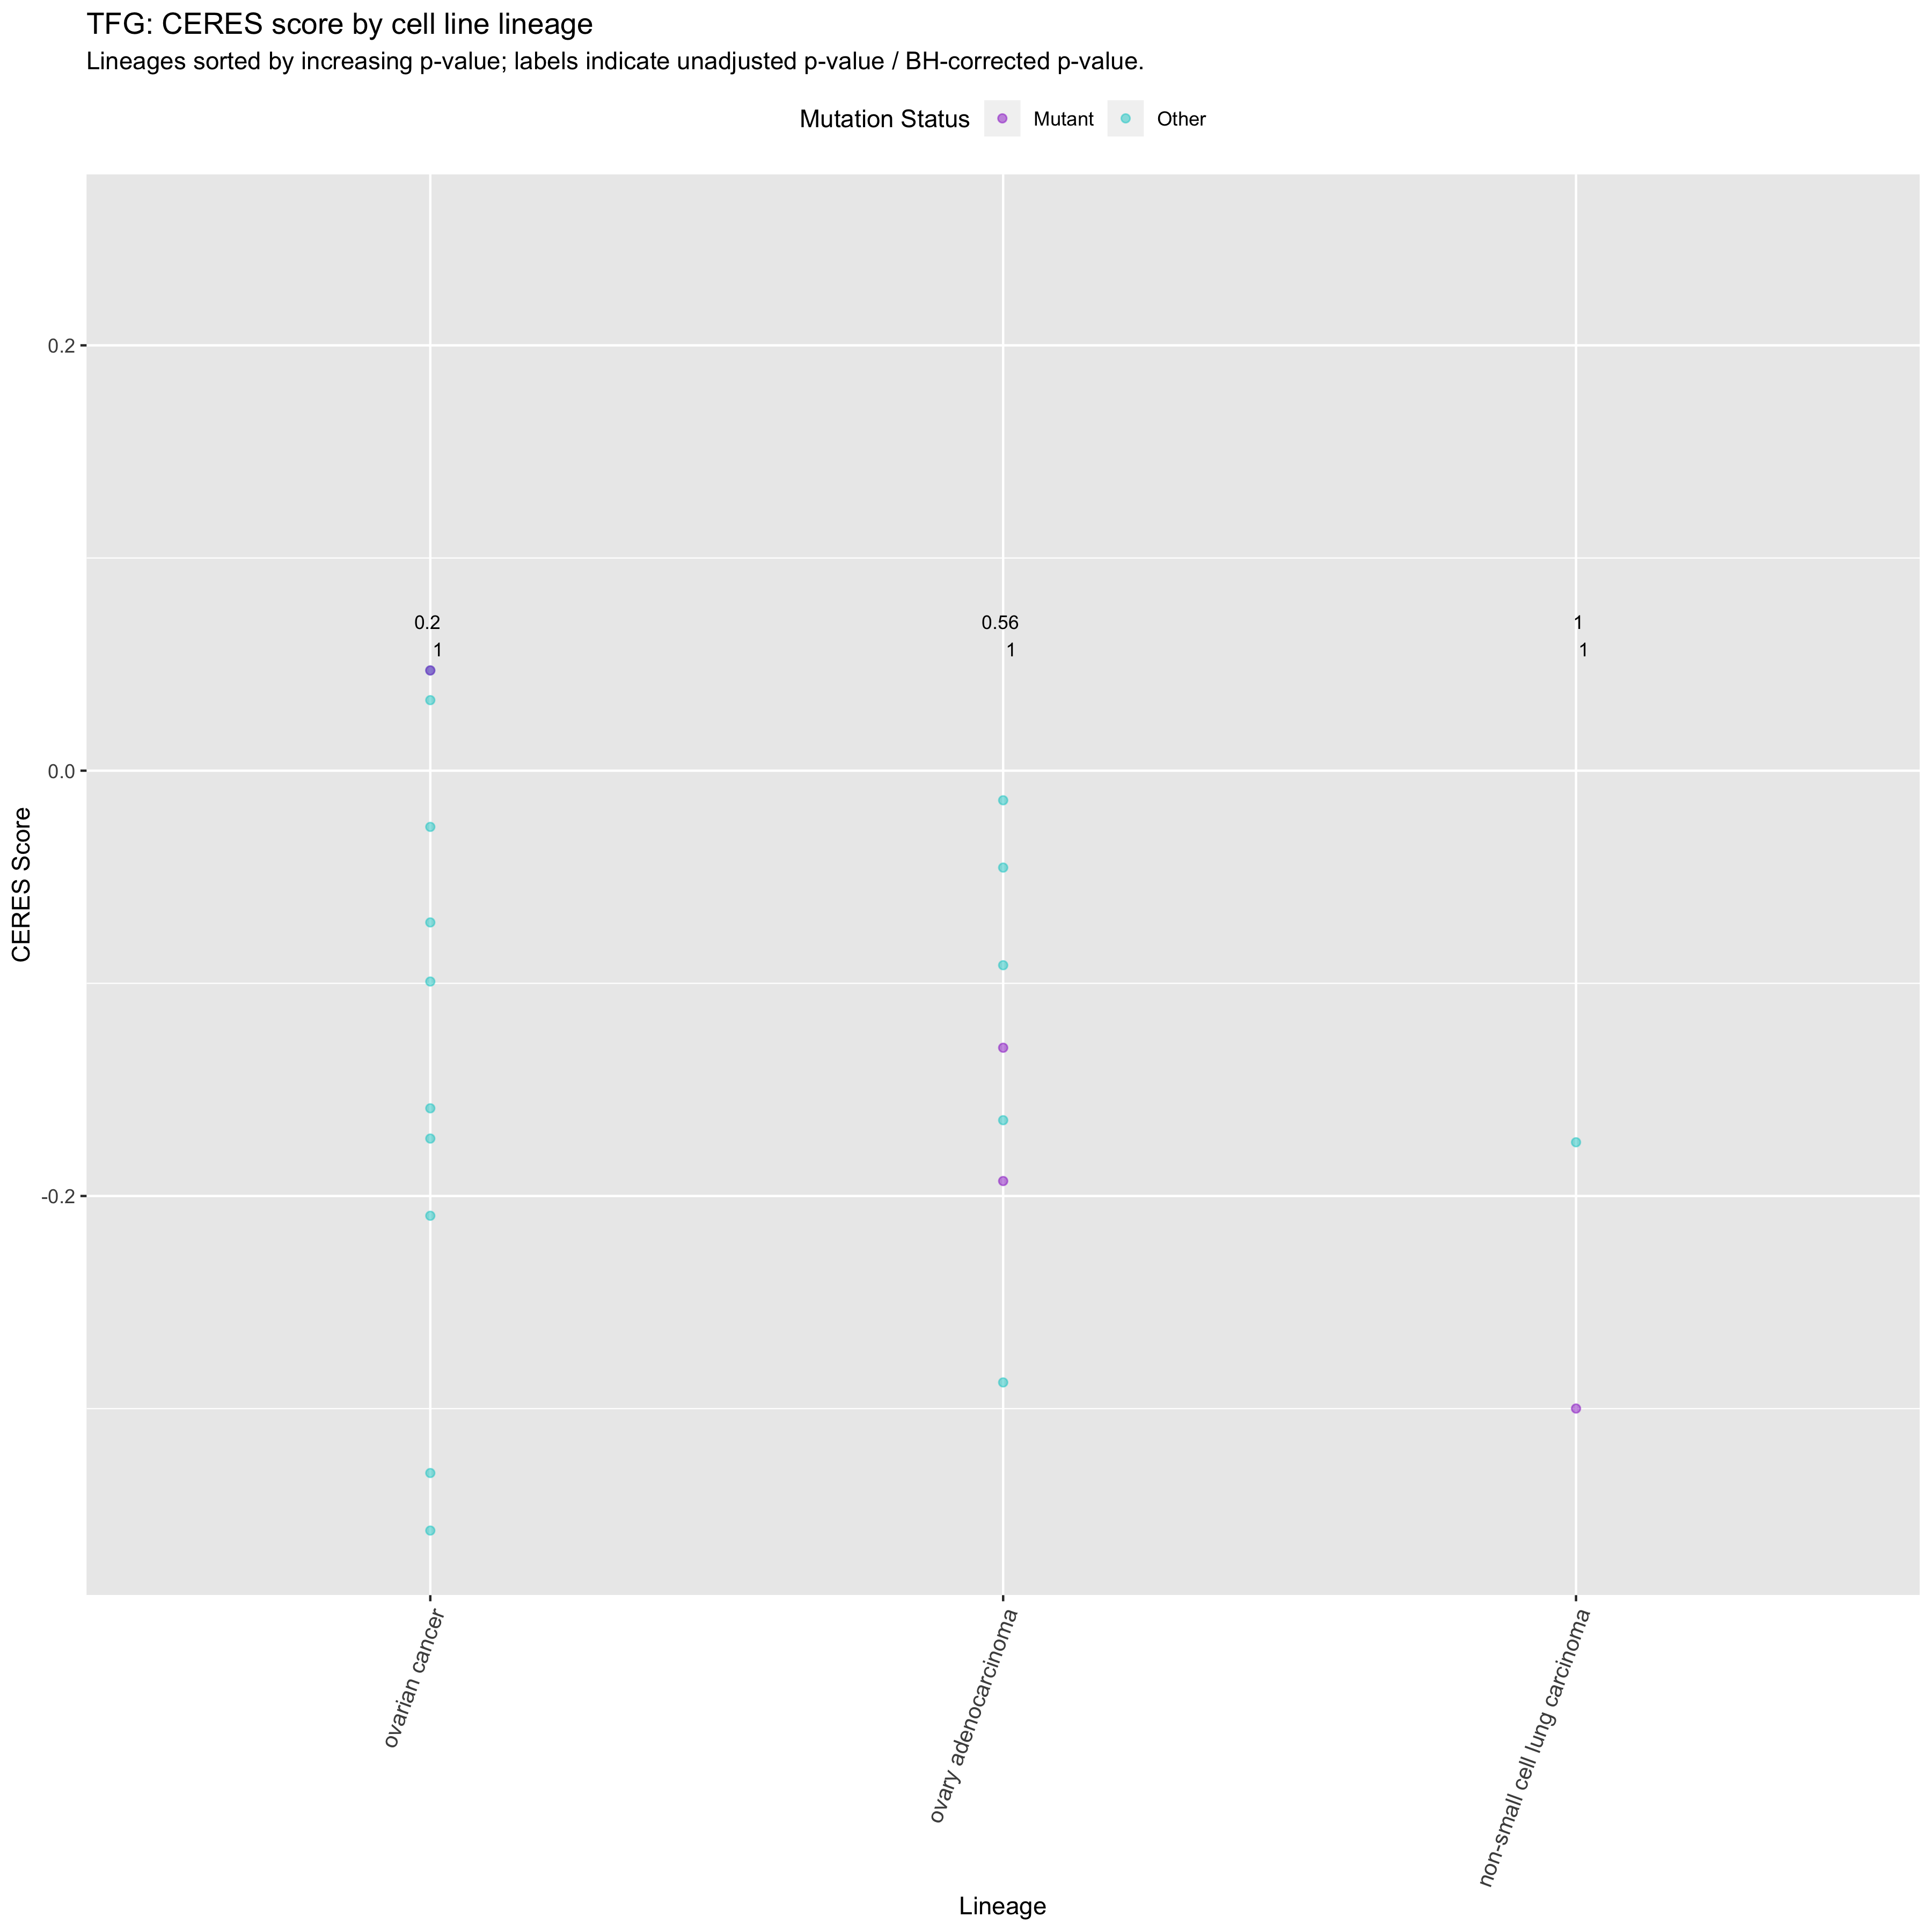 TFG: CERES score by cell line lineage
Lineages sorted by increasing p-value; labels indicate unadjusted p-value / BH-corrected p-value.
Mutation Status Mutant Other
0.2
0.0
-0.2
CERES Score
0.2
1
0.56
1
1
1
ovarian cancer
ovary adenocarcinoma
non-small cell lung carcinoma
Lineage